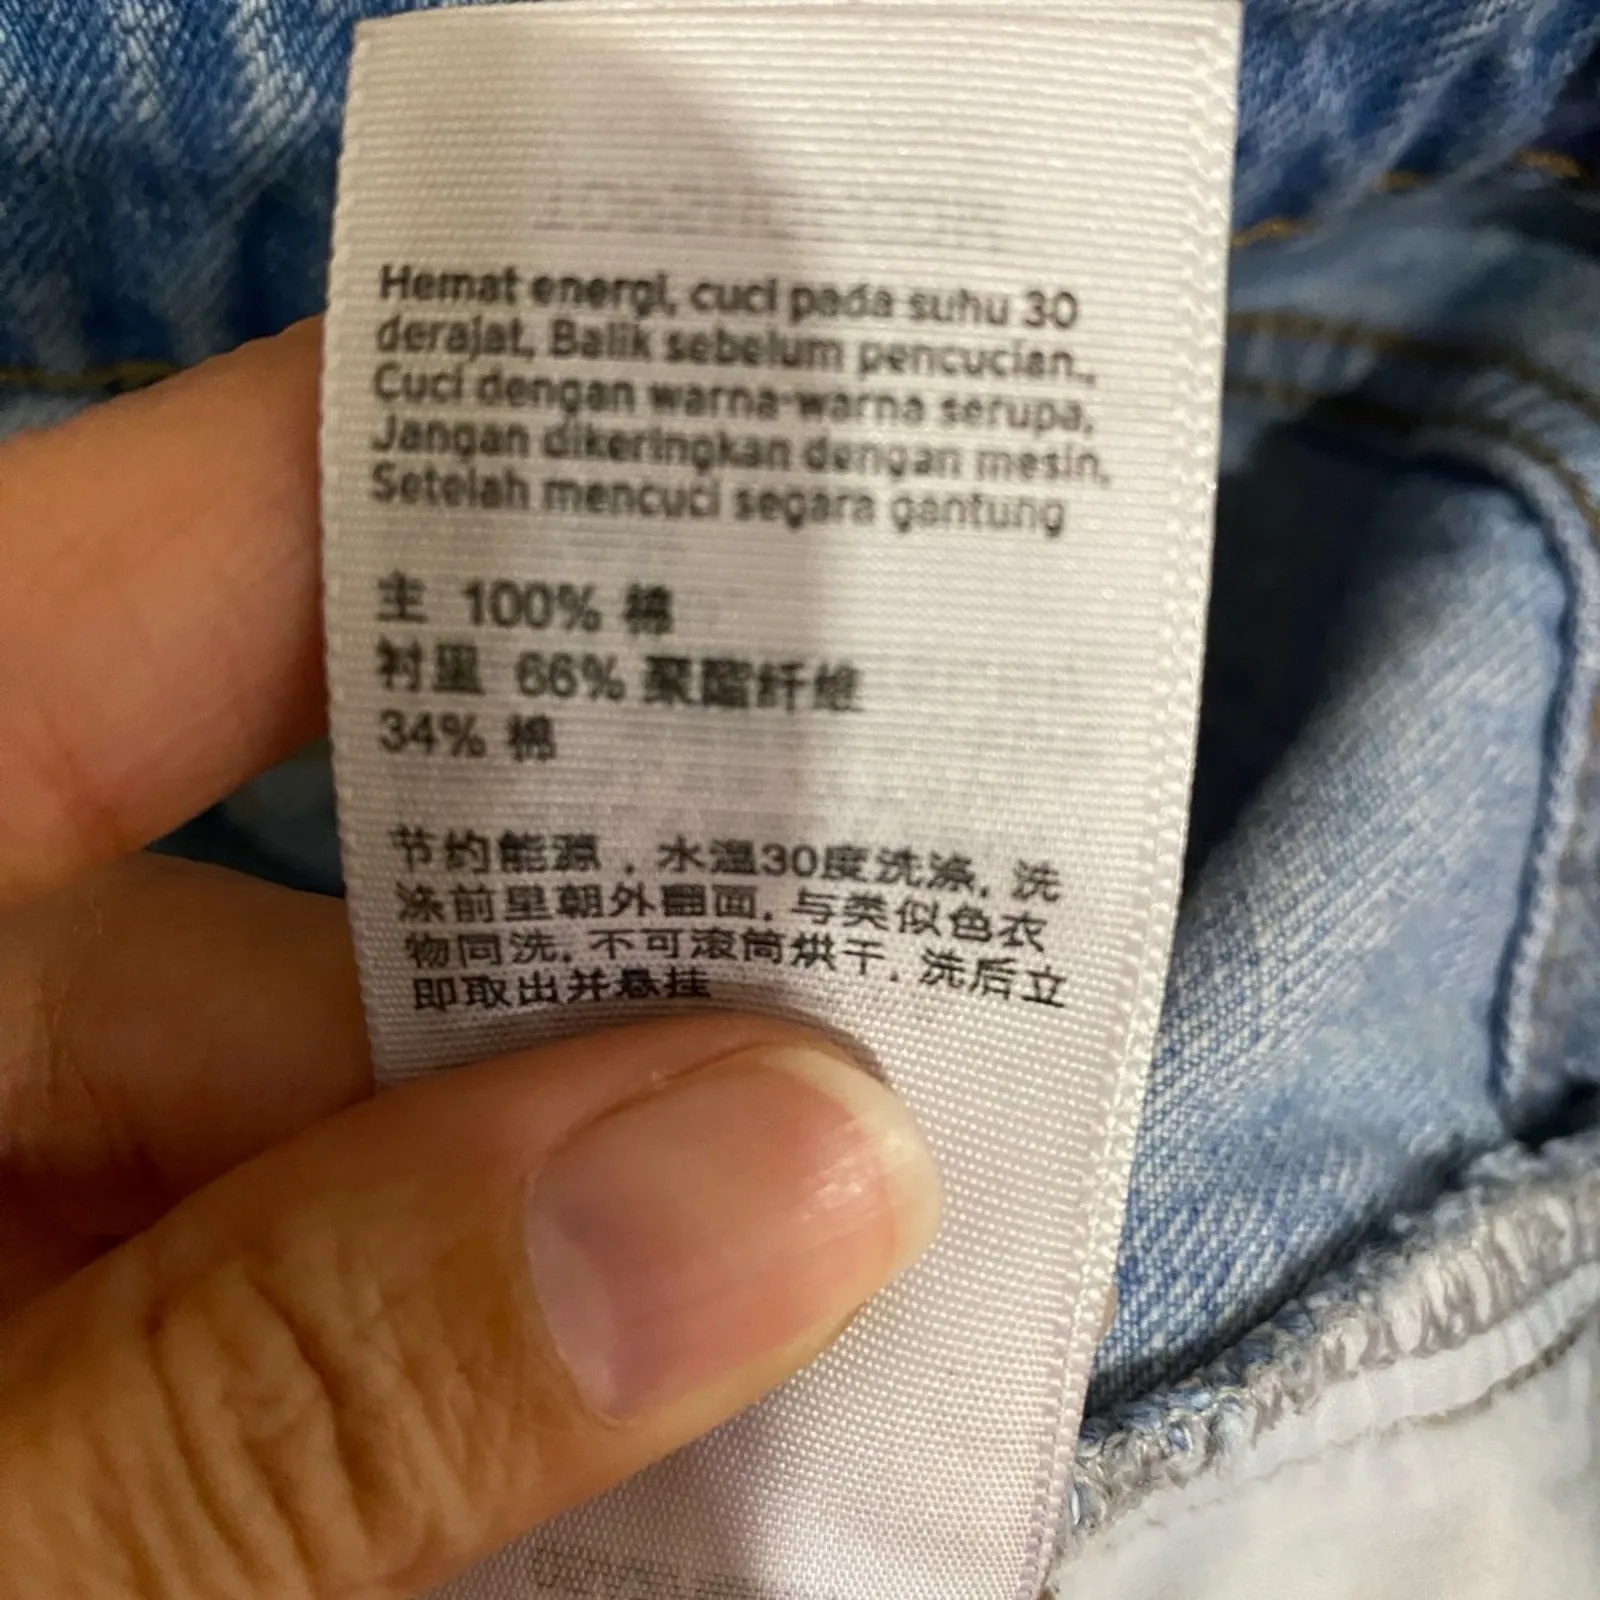 Hemat energi, cuci pada suhu 30
derajat, Balik sebelum pencucian.,
Cuci dengan warna-warna serupa,
Jangan dikeringkan dengan mesin,
Setelah mencuci segara gantung
主 100% 棉
衬里 66% 聚酯纤维
34% 棉
节约能源，水温30度洗涤, 洗
涤前里朝外翻面, 与类似色衣
物同洗, 不可滚筒烘干, 洗后立
即取出并悬挂